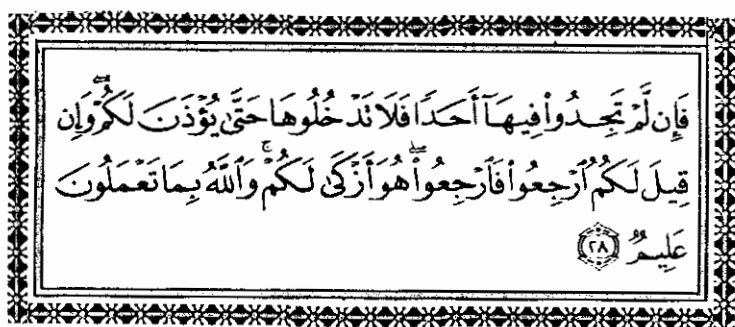 فَإِن لَّمْ تَجِدُوا۟ فِيهَآ أَحَدًا فَلَا تَدْخُلُوهَا حَتَّىٰ يُؤْذَنَ لَكُمْ ۖ وَإِن
قِيلَ لَكُمُ ٱرْجِعُوا۟ فَٱرْجِعُوا۟ ۖ هُوَ أَزْكَىٰ لَكُمْ ۚ وَٱللَّهُ بِمَا تَعْمَلُونَ
عَلِيمٌ ٢٨